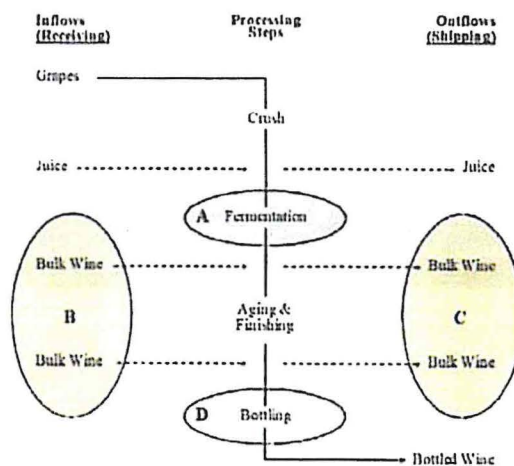 Inflows Processing Outflows
(Receiving) Steps (Shipping)
Grapes
Crush
Juice Juice
A Fermentation
Bulk Wine Bulk Wine
B Aging & C
Finishing
Bulk Wine Bulk Wine
D Bottling
Bottled Wine